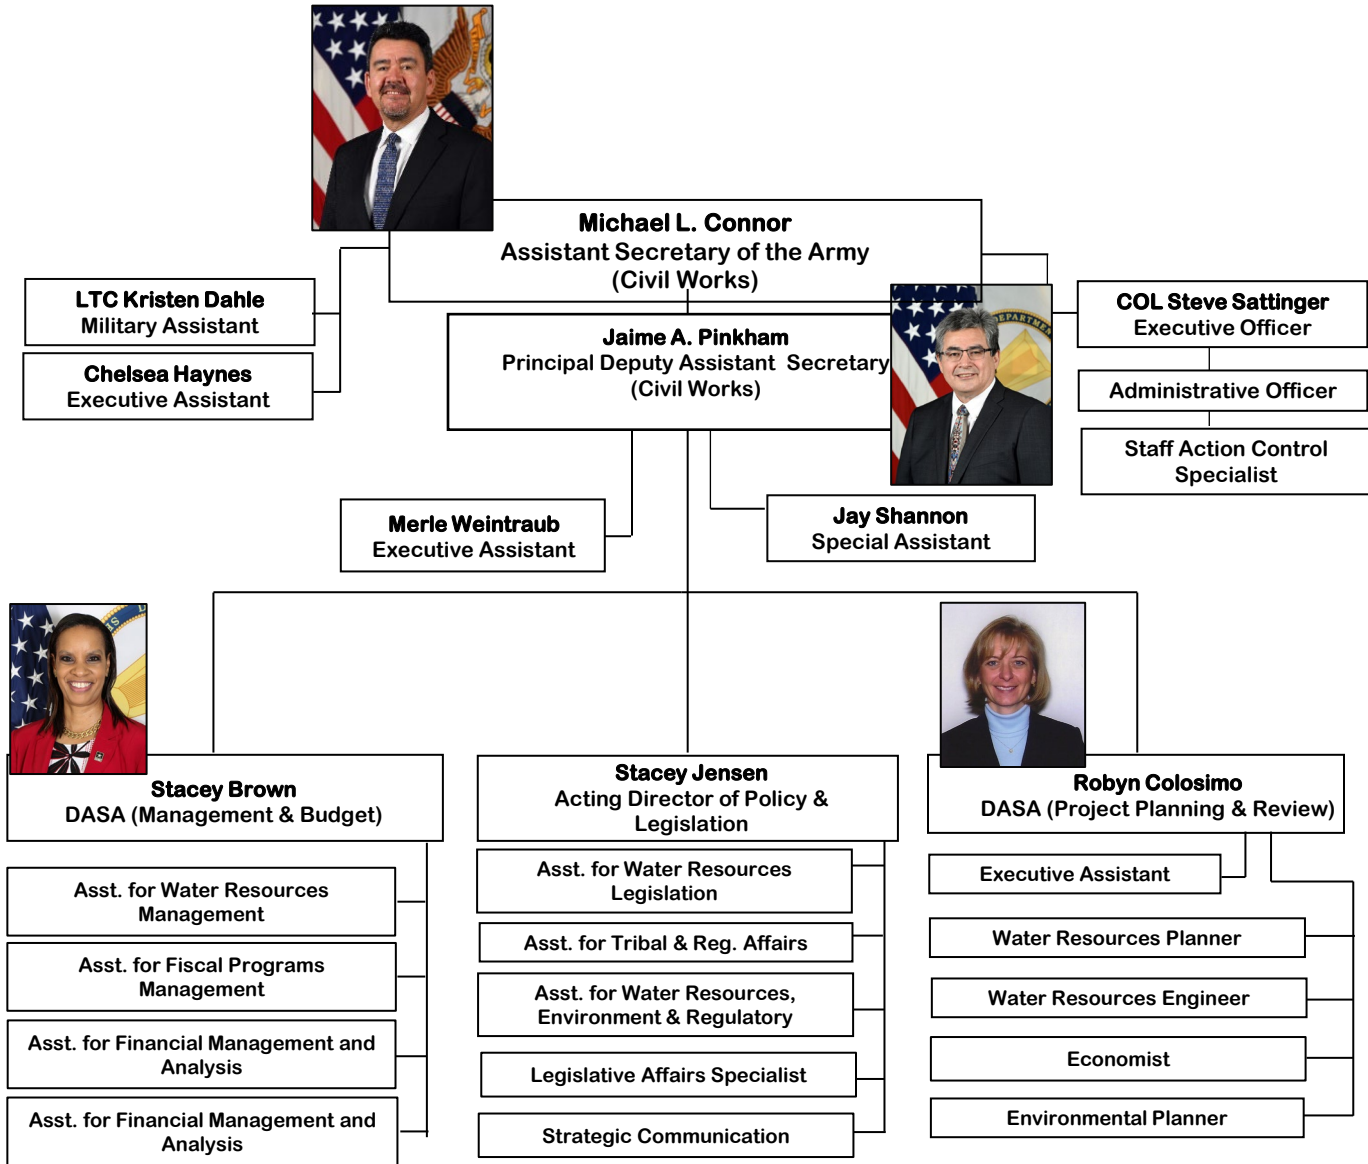 Michael L. Connor
Assistant Secretary of the Army
(Civil Works)
LTC Kristen Dahle
Military Assistant
Chelsea Haynes
Executive Assistant
Jaime A. Pinkham
Principal Deputy Assistant Secretary
(Civil Works)
DEPARTMENT
COL Steve Sattinger
Executive Officer
Administrative Officer
Staff Action Control
Specialist
Merle Weintraub
Executive Assistant
Jay Shannon
Special Assistant
Stacey Brown
DASA (Management & Budget)
Asst. for Water Resources
Management
Asst. for Fiscal Programs
Management
Asst. for Financial Management and
Analysis
Asst. for Financial Management and
Analysis
Stacey Jensen
Acting Director of Policy &
Legislation
Asst. for Water Resources
Legislation
Asst. for Tribal & Reg. Affairs
Asst. for Water Resources,
Environment & Regulatory
Legislative Affairs Specialist
Strategic Communication
Robyn Colosimo
DASA (Project Planning & Review)
Executive Assistant
Water Resources Planner
Water Resources Engineer
Economist
Environmental Planner